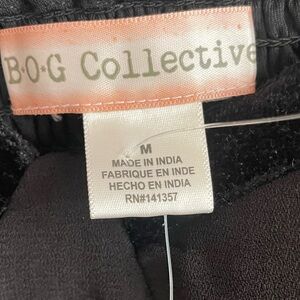 B·O·G Collective
M
MADE IN INDIA
FABRIQUE EN INDE
HECHO EN INDIA
RN#141357